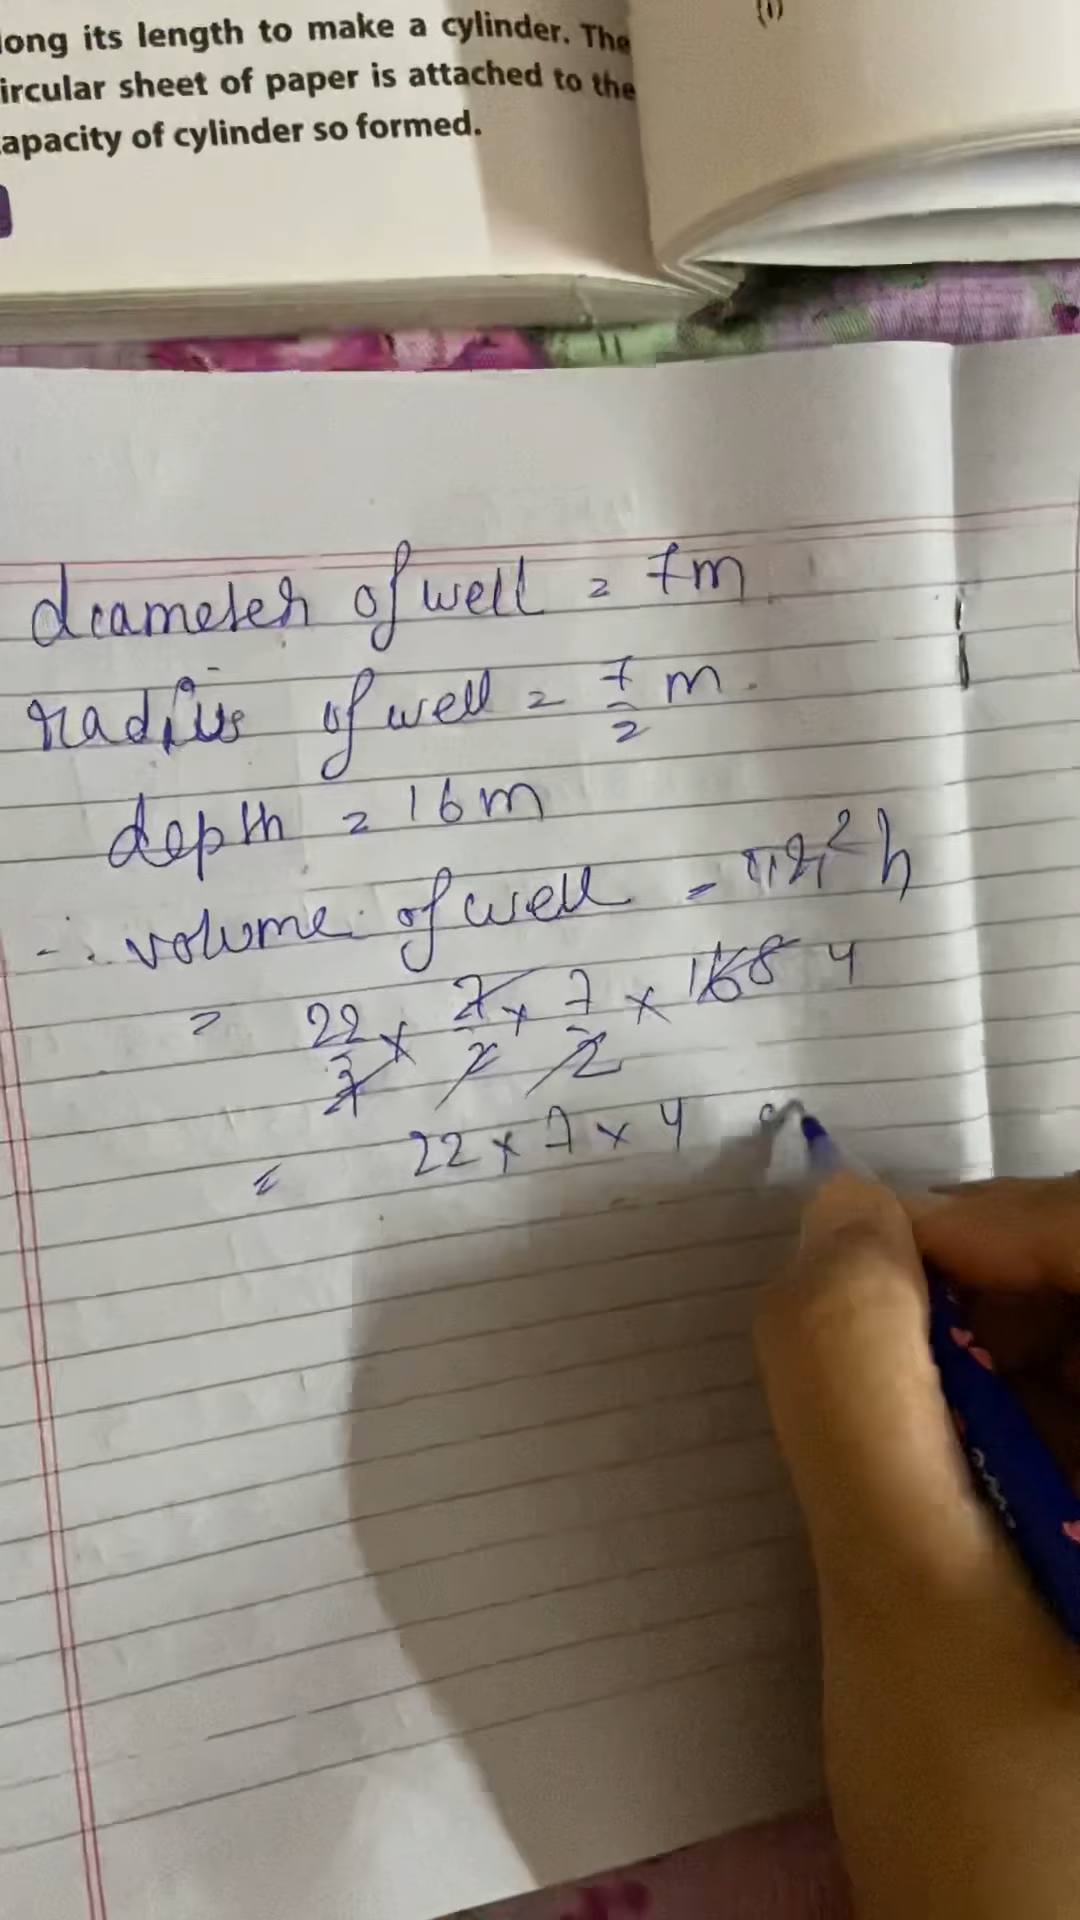 (i)
long its length to make a cylinder. The
ircular sheet of paper is attached to the
apacity of cylinder so formed.
diameter of well = 7m
radius of well = 7/2 m.
depth = 16m
∴ volume of well = πr²h
= 22/7 × 7/2 × 7/2 × 16 8 4
= 22 × 7 × 4